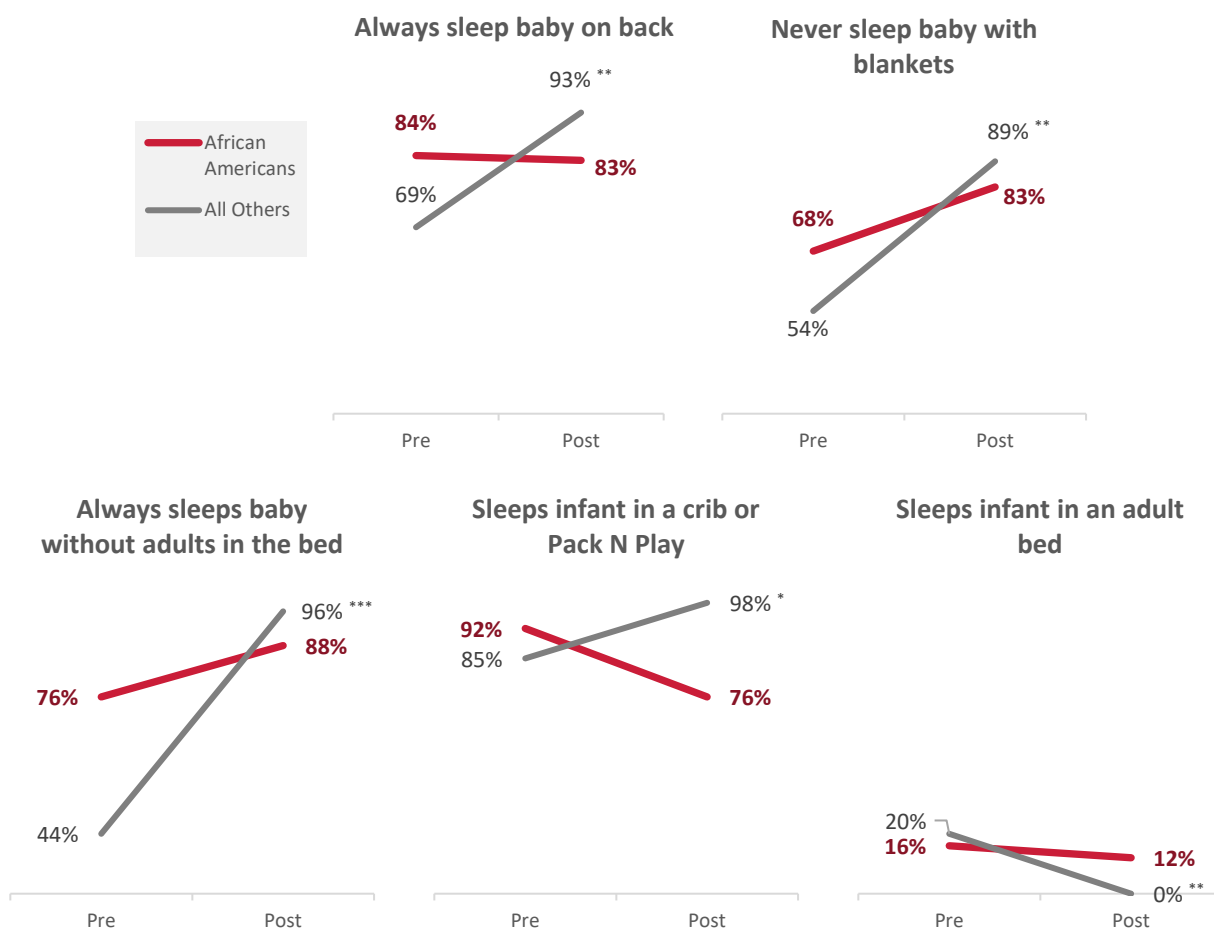 Always sleep baby on back
93% **
84%
83%
69%
Pre
Post
African
Americans
All Others
Never sleep baby with
blankets
89% **
68%
83%
54%
Pre
Post
Always sleeps baby
without adults in the bed
96% ***
88%
76%
44%
Pre
Post
Sleeps infant in a crib or
Pack N Play
98% *
92%
85%
76%
Pre
Post
Sleeps infant in an adult
bed
20%
16%
12%
0% **
Pre
Post